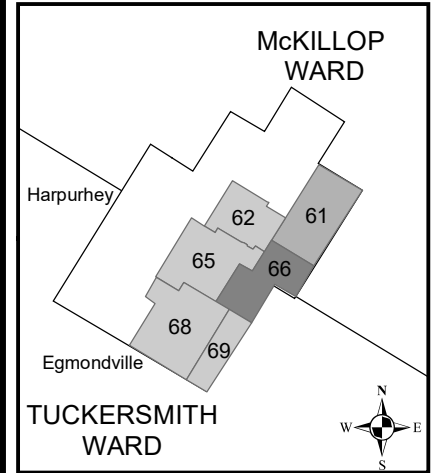 McKILLOP
WARD
Harpurhey
62
61
65
66
68
69
Egmondville
TUCKERSMITH
WARD
N
W
E
S